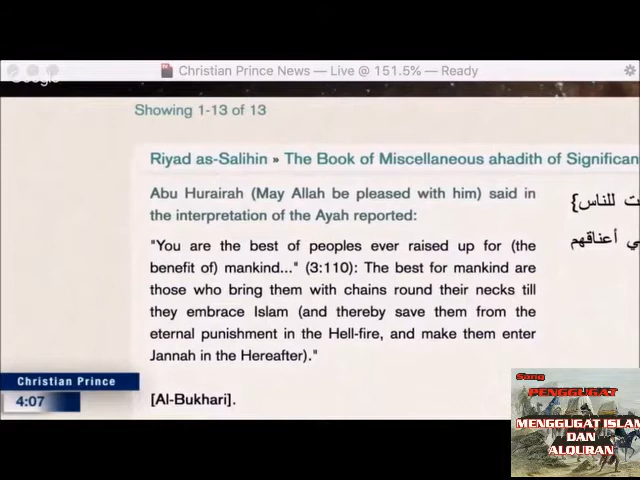 Google
Christian Prince News — Live @ 151.5% — Ready
Showing 1-13 of 13
Riyad as-Salihin » The Book of Miscellaneous ahadith of Significan
Abu Hurairah (May Allah be pleased with him) said in
the interpretation of the Ayah reported:
"You are the best of peoples ever raised up for (the
benefit of) mankind..." (3:110): The best for mankind are
those who bring them with chains round their necks till
they embrace Islam (and thereby save them from the
eternal punishment in the Hell-fire, and make them enter
Jannah in the Hereafter)."
[Al-Bukhari].
ت للناس}
ي أعناقهم
Christian Prince
4:07
Sang
PENGGUGAT
MENGGUGAT ISLAM
DAN
ALQURAN